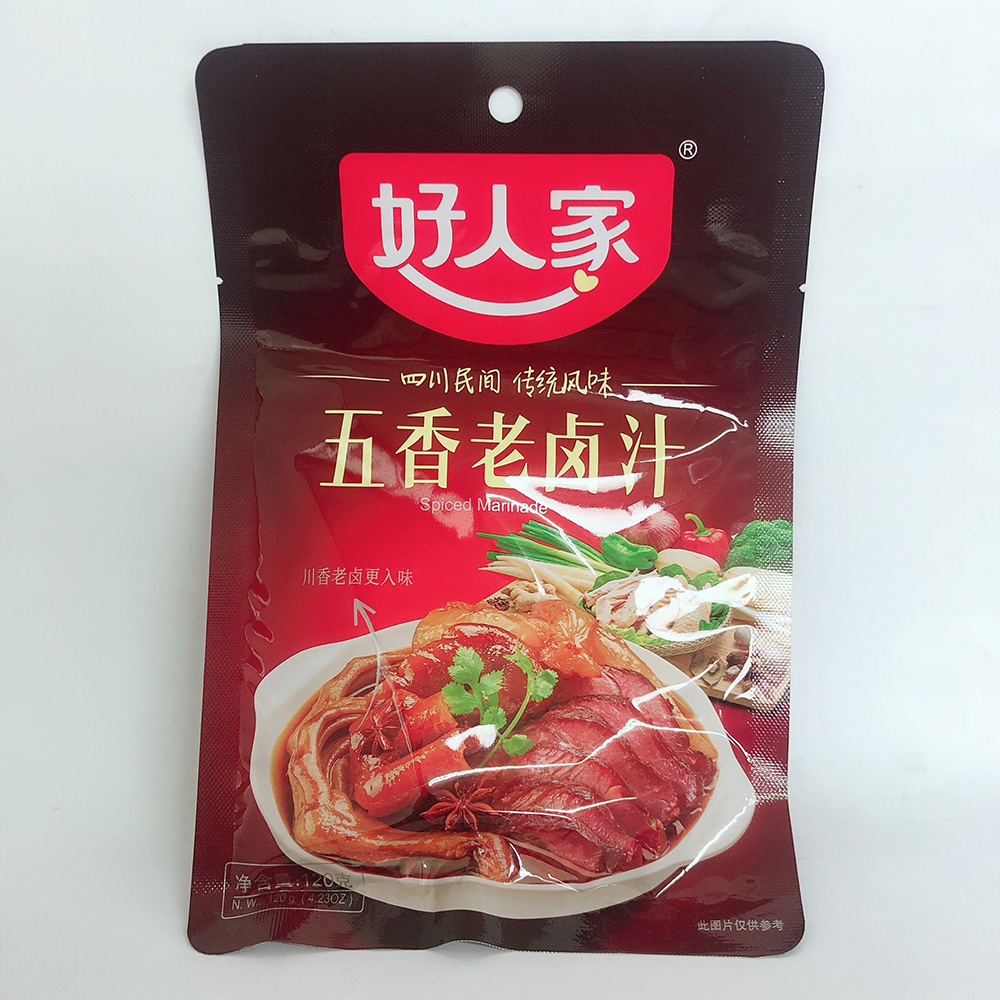 ®
好人家
四川民间 传统风味
五香老卤汁
Spiced Marinade
川香老卤更入味
净含量:120克
N. W. 120 g (4.23OZ)
此图片仅供参考